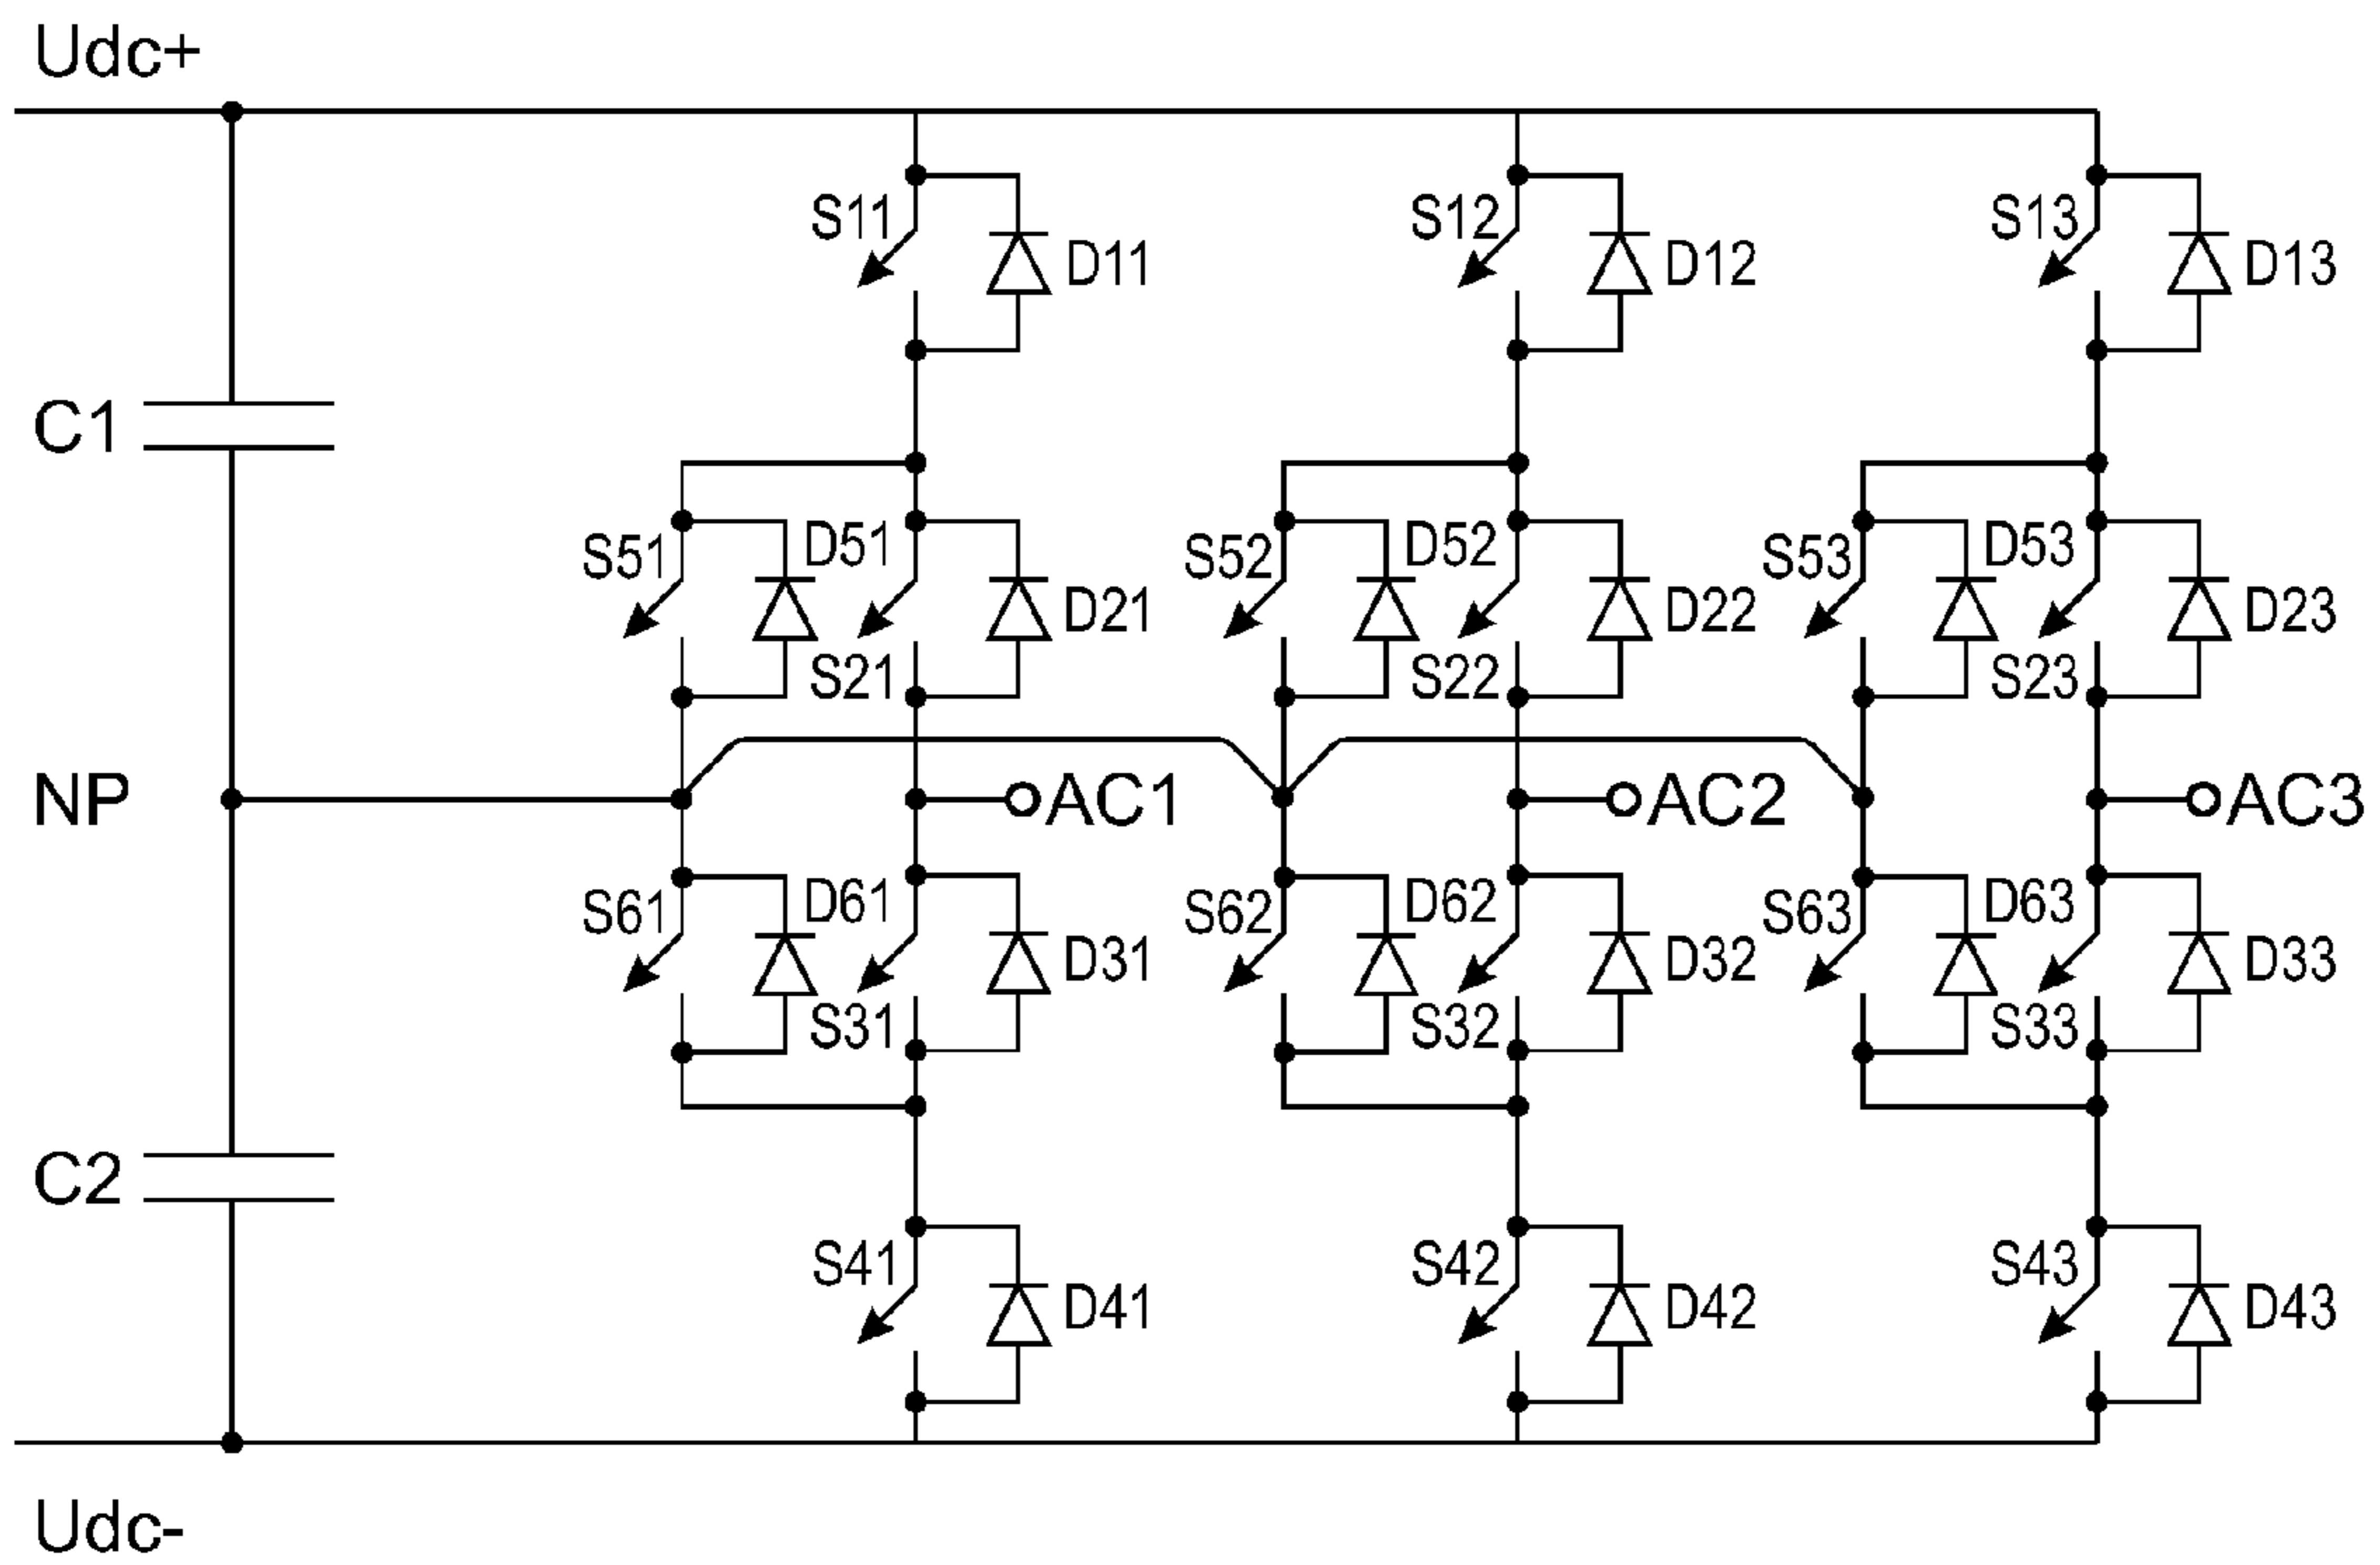 Udc+
S11 D11 S12 D12 S13 D13
C1
S51 D51 D21 S52 D52 D22 S53 D53 D23
S21 S22 S23
NP AC1 AC2 AC3
S61 D61 D31 S62 D62 D32 S63 D63 D33
S31 S32 S33
C2
S41 D41 S42 D42 S43 D43
Udc-